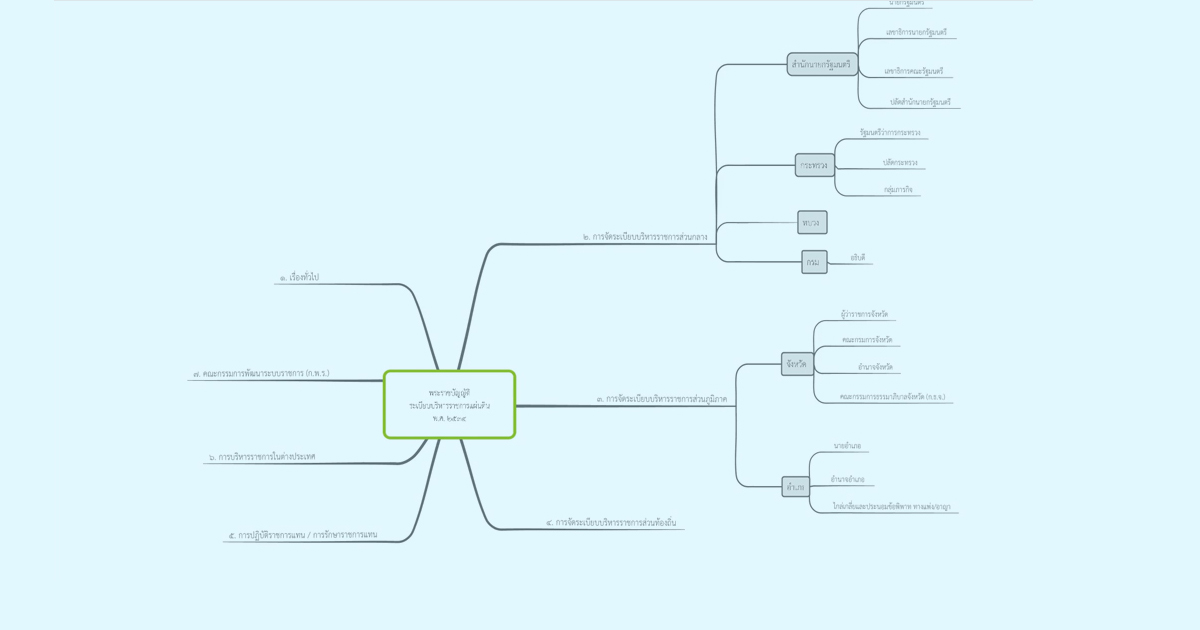 นายกรัฐมนตรี
เลขาธิการนายกรัฐมนตรี
สำนักนายกรัฐมนตรี
เลขาธิการคณะรัฐมนตรี
ปลัดสำนักนายกรัฐมนตรี
รัฐมนตรีว่าการกระทรวง
กระทรวง
ปลัดกระทรวง
กลุ่มภารกิจ
ทบวง
๒. การจัดระเบียบบริหารราชการส่วนกลาง
กรม
อธิบดี
๑. เรื่องทั่วไป
ผู้ว่าราชการจังหวัด
คณะกรมการจังหวัด
จังหวัด
อำนาจจังหวัด
คณะกรรมการธรรมาภิบาลจังหวัด (ก.ธ.จ.)
๗. คณะกรรมการพัฒนาระบบราชการ (ก.พ.ร.)
พระราชบัญญัติ
ระเบียบบริหารราชการแผ่นดิน
พ.ศ. ๒๕๓๔
๓. การจัดระเบียบบริหารราชการส่วนภูมิภาค
นายอำเภอ
อำนาจอำเภอ
อำเภอ
ไกล่เกลี่ยและประนอมข้อพิพาท ทางแพ่ง/อาญา
๖. การบริหารราชการในต่างประเทศ
๔. การจัดระเบียบบริหารราชการส่วนท้องถิ่น
๕. การปฏิบัติราชการแทน / การรักษาราชการแทน